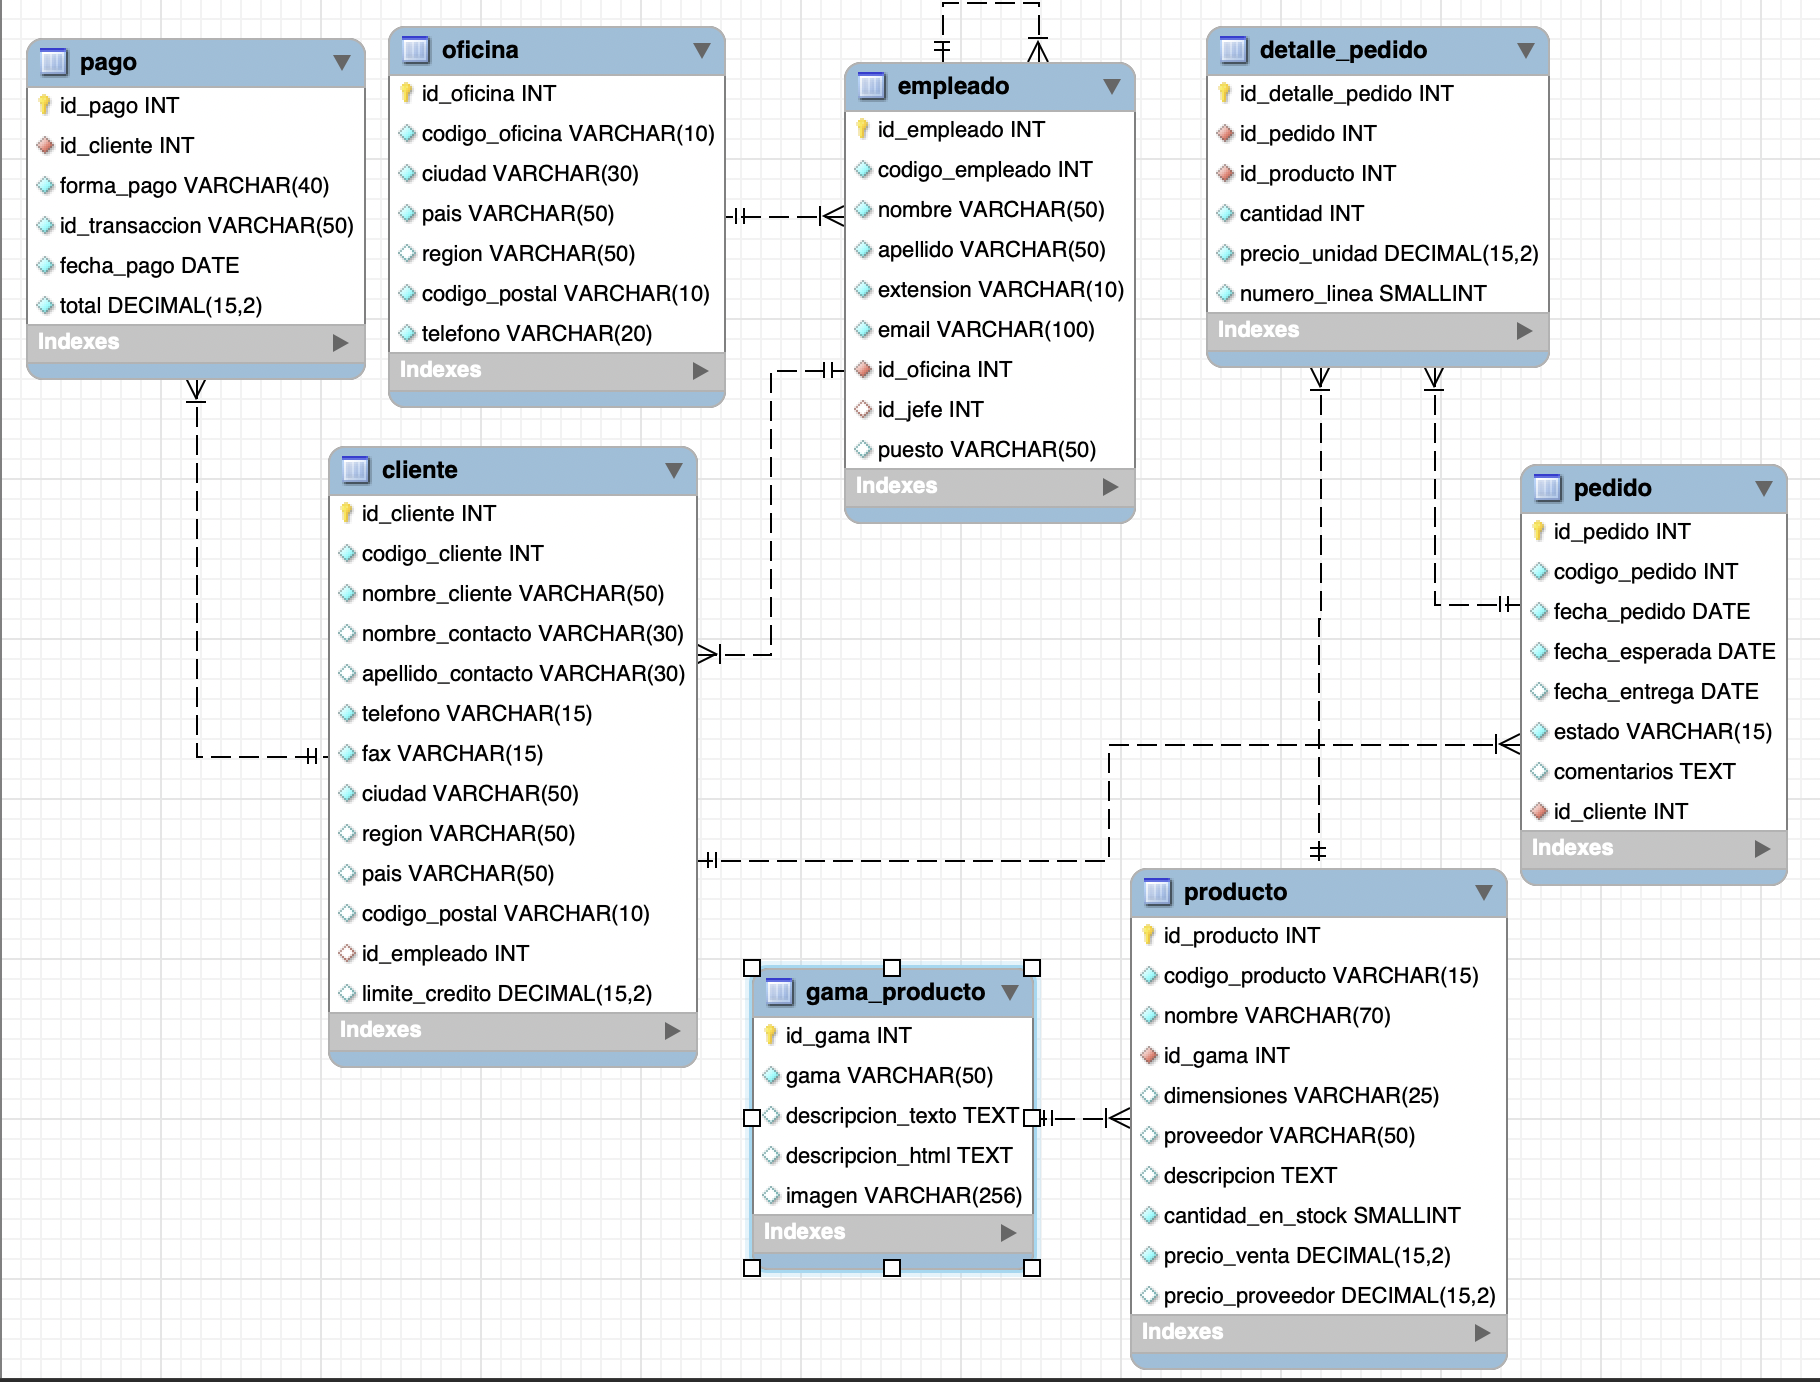 pago
id_pago INT
id_cliente INT
forma_pago VARCHAR(40)
id_transaccion VARCHAR(50)
fecha_pago DATE
total DECIMAL(15,2)
Indexes
oficina
id_oficina INT
codigo_oficina VARCHAR(10)
ciudad VARCHAR(30)
pais VARCHAR(50)
region VARCHAR(50)
codigo_postal VARCHAR(10)
telefono VARCHAR(20)
Indexes
empleado
id_empleado INT
codigo_empleado INT
nombre VARCHAR(50)
apellido VARCHAR(50)
extension VARCHAR(10)
email VARCHAR(100)
id_oficina INT
id_jefe INT
puesto VARCHAR(50)
Indexes
detalle_pedido
id_detalle_pedido INT
id_pedido INT
id_producto INT
cantidad INT
precio_unidad DECIMAL(15,2)
numero_linea SMALLINT
Indexes
cliente
id_cliente INT
codigo_cliente INT
nombre_cliente VARCHAR(50)
nombre_contacto VARCHAR(30)
apellido_contacto VARCHAR(30)
telefono VARCHAR(15)
fax VARCHAR(15)
ciudad VARCHAR(50)
region VARCHAR(50)
pais VARCHAR(50)
codigo_postal VARCHAR(10)
id_empleado INT
limite_credito DECIMAL(15,2)
Indexes
pedido
id_pedido INT
codigo_pedido INT
fecha_pedido DATE
fecha_esperada DATE
fecha_entrega DATE
estado VARCHAR(15)
comentarios TEXT
id_cliente INT
Indexes
gama_producto
id_gama INT
gama VARCHAR(50)
descripcion_texto TEXT
descripcion_html TEXT
imagen VARCHAR(256)
Indexes
producto
id_producto INT
codigo_producto VARCHAR(15)
nombre VARCHAR(70)
id_gama INT
dimensiones VARCHAR(25)
proveedor VARCHAR(50)
descripcion TEXT
cantidad_en_stock SMALLINT
precio_venta DECIMAL(15,2)
precio_proveedor DECIMAL(15,2)
Indexes